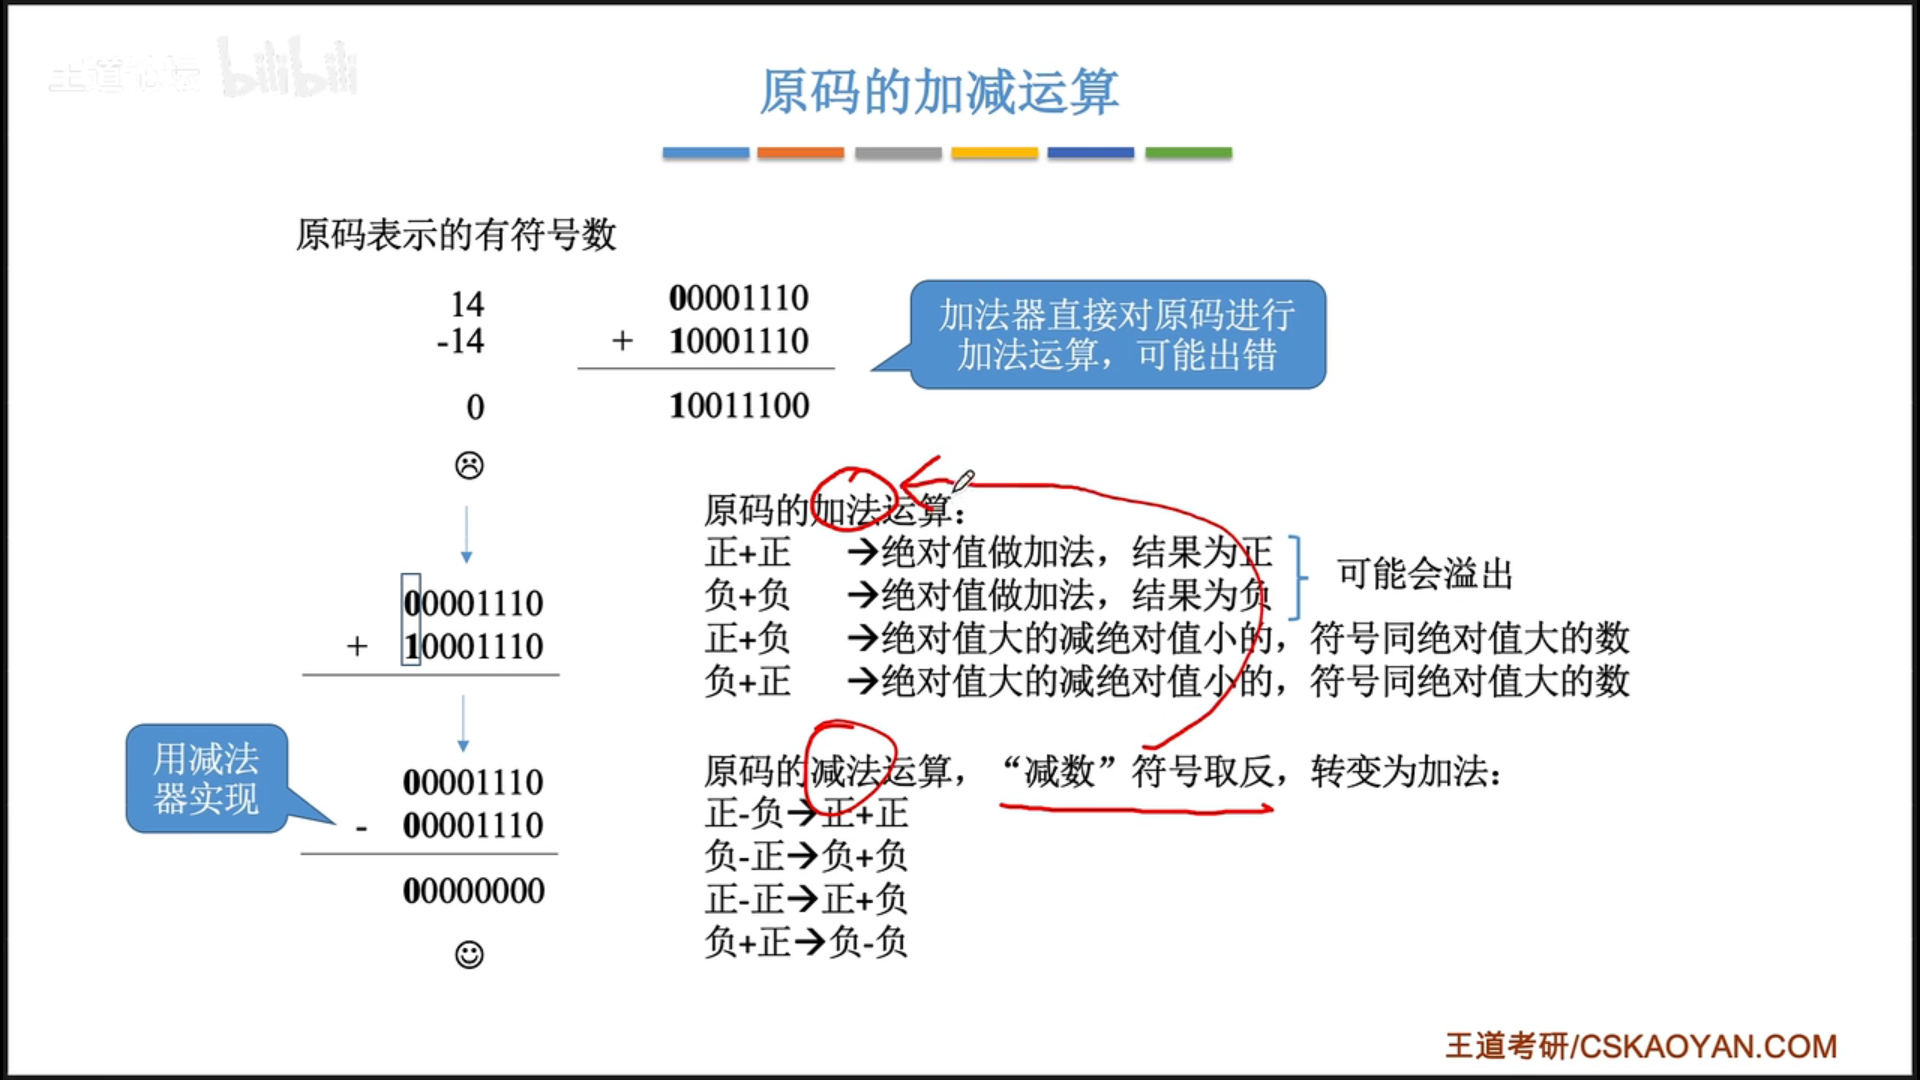 王道论坛 bilibili
原码的加减运算
原码表示的有符号数
14
-14
0
00001110
+ 10001110
10011100
加法器直接对原码进行
加法运算，可能出错
00001110
+ 10001110
用减法
器实现
00001110
- 00001110
00000000
原码的加法运算：
正+正 →绝对值做加法，结果为正
负+负 →绝对值做加法，结果为负
可能会溢出
正+负 →绝对值大的减绝对值小的，符号同绝对值大的数
负+正 →绝对值大的减绝对值小的，符号同绝对值大的数
原码的减法运算，“减数”符号取反，转变为加法：
正-负→正+正
负-正→负+负
正-正→正+负
负+正→负-负
王道考研/CSKAOYAN.COM